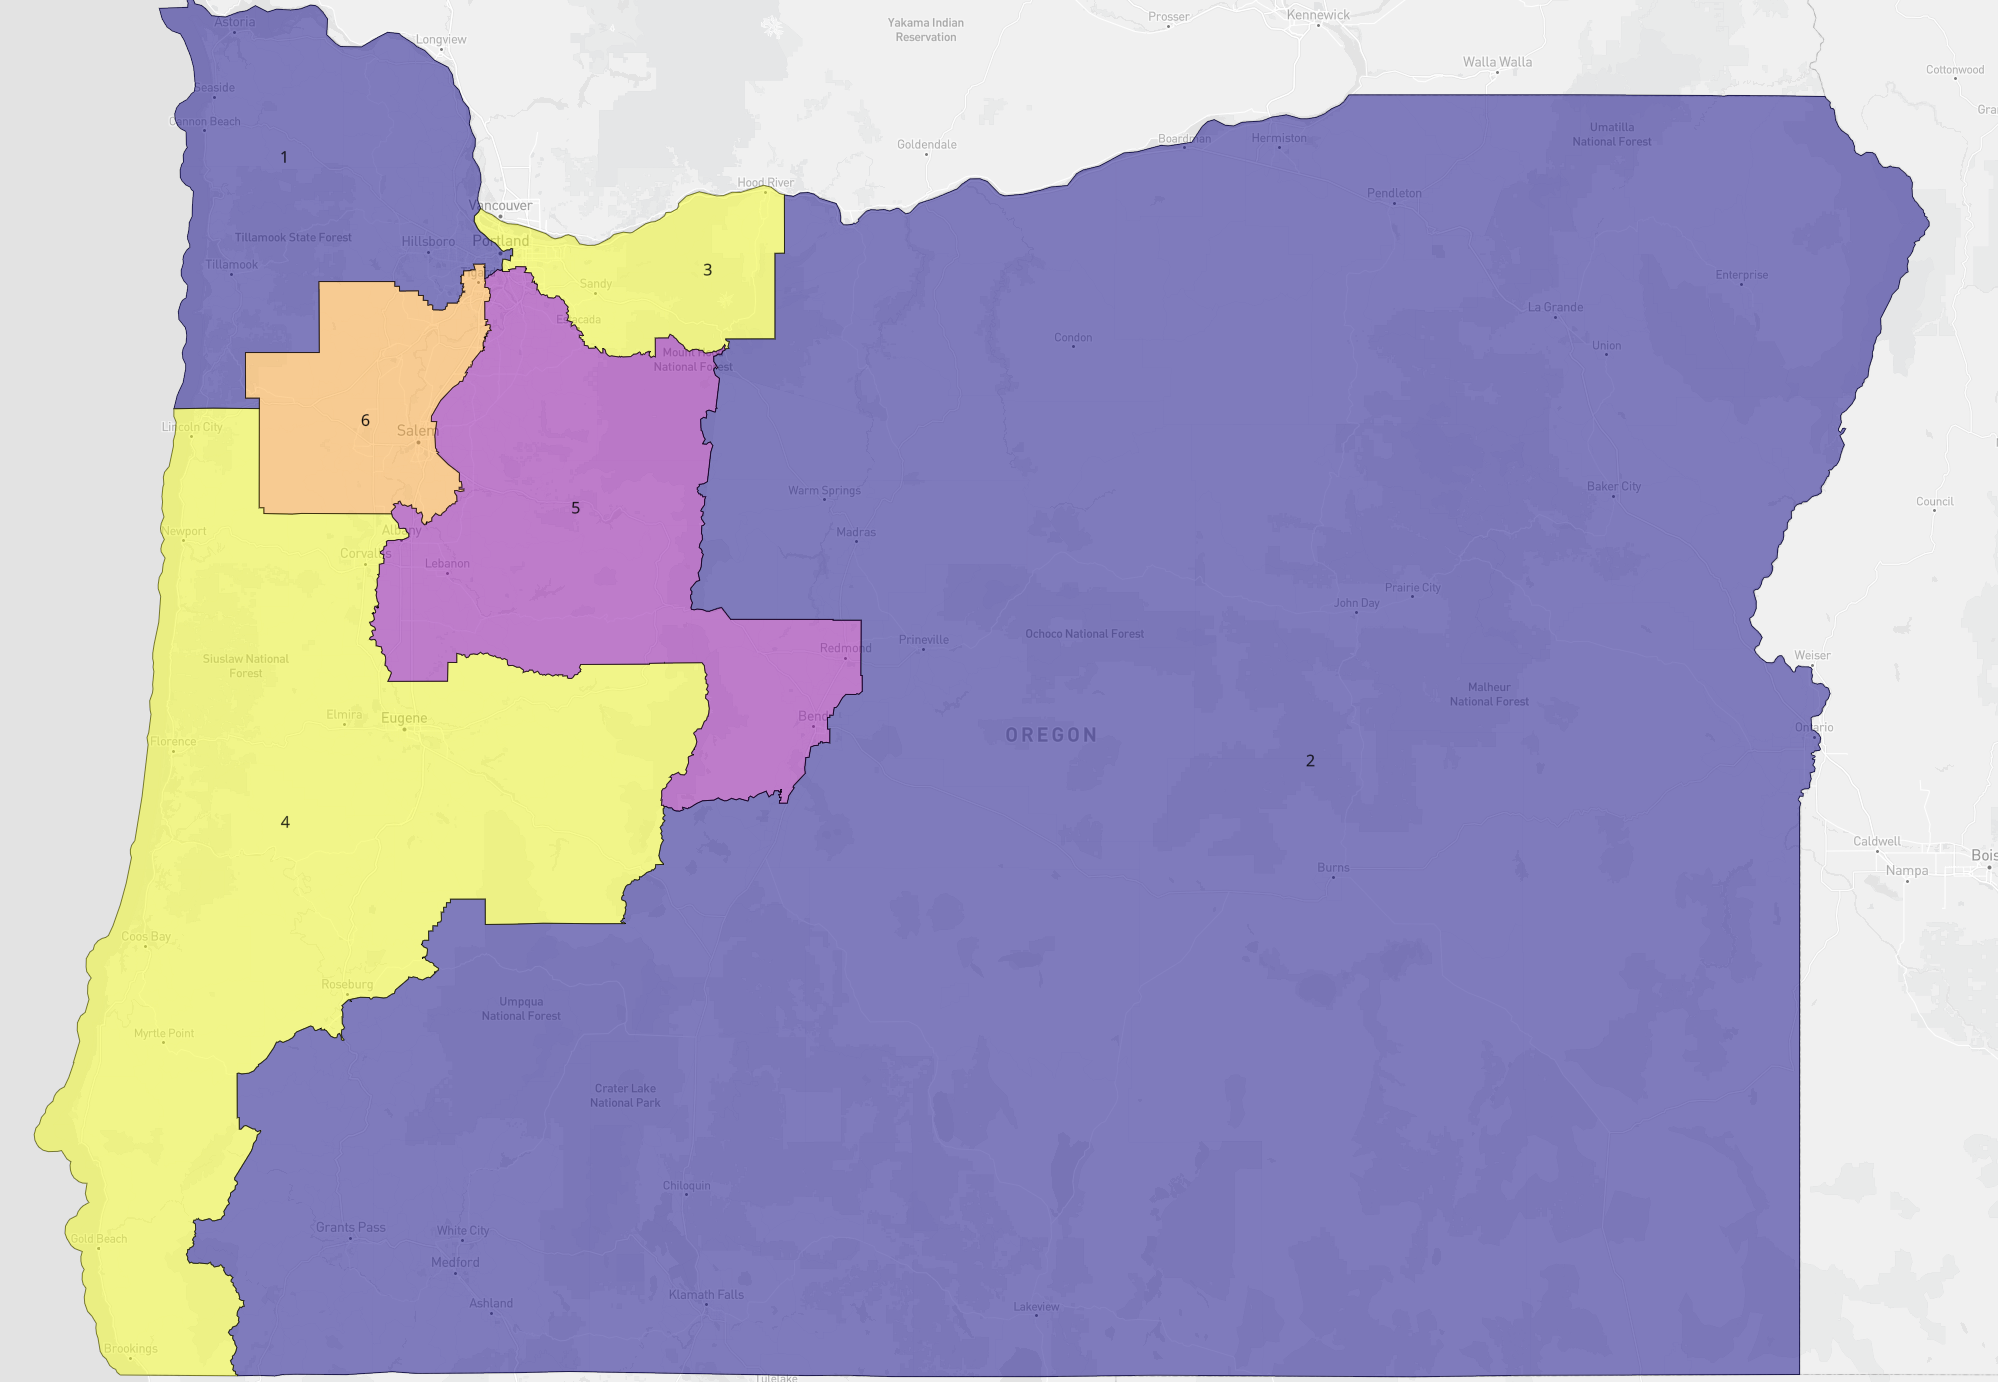 Astoria
Longview
Yakama Indian
Reservation
Prosser
Kennewick
Walla Walla
Cottonwood
Seaside
Cannon Beach
1
Goldendale
Boardman
Hermiston
Umatilla
National Forest
Hood River
Vancouver
Pendleton
Tillamook State Forest
Hillsboro
Portland
Tillamook
3
Sandy
Enterprise
Estacada
La Grande
Condon
Union
Mount Hood
National Forest
6
Salem
Lincoln City
Warm Springs
Baker City
Council
5
Newport
Albany
Madras
Corvallis
Lebanon
Prairie City
John Day
Ochoco National Forest
Prineville
Redmond
Siuslaw National
Forest
Weiser
Malheur
National Forest
Elmira
Eugene
Bend
Ontario
OREGON
Florence
2
4
Caldwell
Bois
Nampa
Burns
Coos Bay
Roseburg
Umpqua
National Forest
Myrtle Point
Crater Lake
National Park
Chiloquin
Grants Pass
White City
Gold Beach
Medford
Klamath Falls
Ashland
Lakeview
Brookings
Tulelake